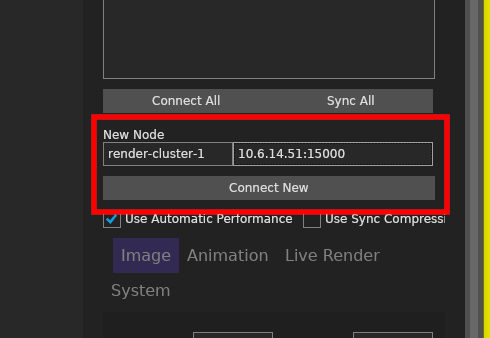 Connect All Sync All
New Node
render-cluster-1 10.6.14.51:15000
Connect New
Use Automatic Performance Use Sync Compressi
Image Animation Live Render
System